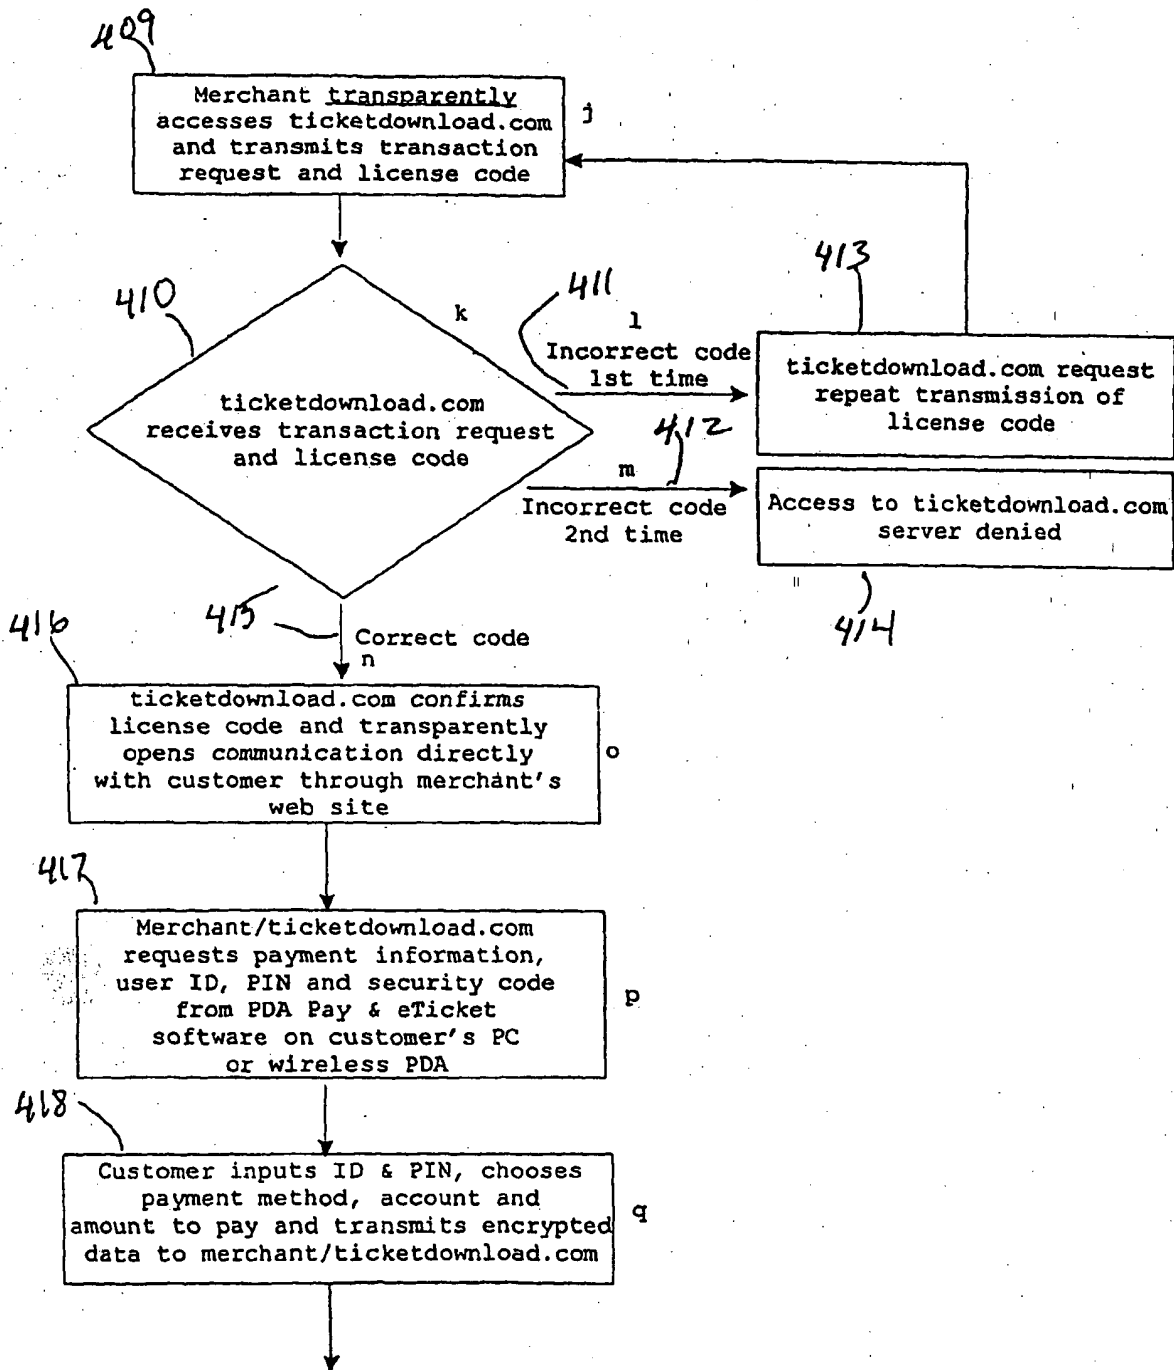 409
Merchant transparently
accesses ticketdownload.com
and transmits transaction
request and license code
j
410
k
411
l
Incorrect code
1st time
413
ticketdownload.com request
repeat transmission of
license code
ticketdownload.com
receives transaction request
and license code
412
m
Incorrect code
2nd time
Access to ticketdownload.com
server denied
414
415
Correct code
n
416
ticketdownload.com confirms
license code and transparently
opens communication directly
with customer through merchant's
web site
o
417
Merchant/ticketdownload.com
requests payment information,
user ID, PIN and security code
from PDA Pay & eTicket
software on customer's PC
or wireless PDA
p
418
Customer inputs ID & PIN, chooses
payment method, account and
amount to pay and transmits encrypted
data to merchant/ticketdownload.com
q